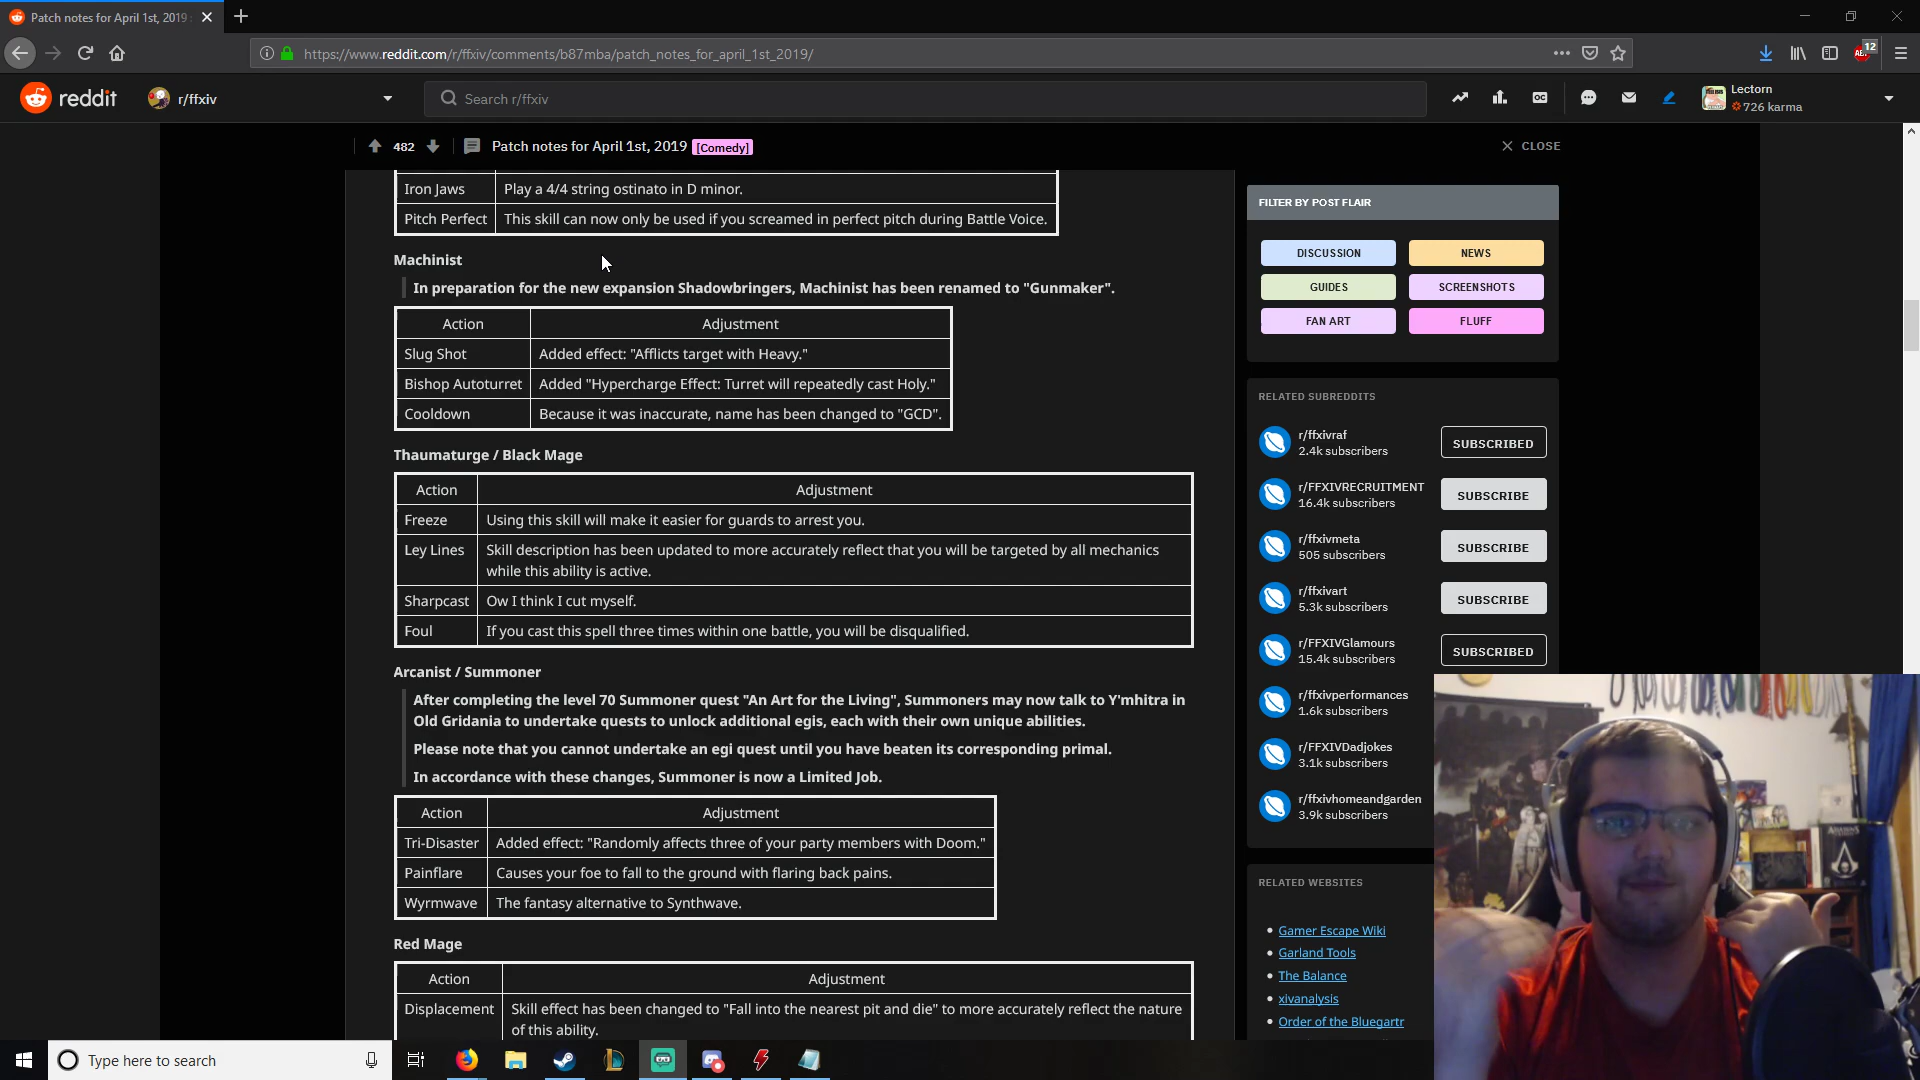 Patch notes for April 1st, 2019
https://www.reddit.com/r/ffxiv/comments/b87mba/patch_notes_for_april_1st_2019/
12
reddit
r/ffxiv
Search r/ffxiv
Lectorn
726 karma
482
Patch notes for April 1st, 2019 [Comedy]
CLOSE
Iron Jaws Play a 4/4 string ostinato in D minor.
Pitch Perfect This skill can now only be used if you screamed in perfect pitch during Battle Voice.
Machinist
In preparation for the new expansion Shadowbringers, Machinist has been renamed to "Gunmaker".
Action Adjustment
Slug Shot Added effect: "Afflicts target with Heavy."
Bishop Autoturret Added "Hypercharge Effect: Turret will repeatedly cast Holy."
Cooldown Because it was inaccurate, name has been changed to "GCD".
Thaumaturge / Black Mage
Action Adjustment
Freeze Using this skill will make it easier for guards to arrest you.
Ley Lines Skill description has been updated to more accurately reflect that you will be targeted by all mechanics
while this ability is active.
Sharpcast Ow I think I cut myself.
Foul If you cast this spell three times within one battle, you will be disqualified.
Arcanist / Summoner
After completing the level 70 Summoner quest "An Art for the Living", Summoners may now talk to Y'mhitra in
Old Gridania to undertake quests to unlock additional egis, each with their own unique abilities.
Please note that you cannot undertake an egi quest until you have beaten its corresponding primal.
In accordance with these changes, Summoner is now a Limited Job.
Action Adjustment
Tri-Disaster Added effect: "Randomly affects three of your party members with Doom."
Painflare Causes your foe to fall to the ground with flaring back pains.
Wyrmwave The fantasy alternative to Synthwave.
Red Mage
Action Adjustment
Displacement Skill effect has been changed to "Fall into the nearest pit and die" to more accurately reflect the nature
of this ability.
FILTER BY POST FLAIR
DISCUSSION NEWS
GUIDES SCREENSHOTS
FAN ART FLUFF
RELATED SUBREDDITS
r/ffxivraf
2.4k subscribers
SUBSCRIBED
r/FFXIVRECRUITMENT
16.4k subscribers
SUBSCRIBE
r/ffxivmeta
505 subscribers
SUBSCRIBE
r/ffxivart
5.3k subscribers
SUBSCRIBE
r/FFXIVGlamours
15.4k subscribers
SUBSCRIBED
r/ffxivperformances
1.6k subscribers
r/FFXIVDadjokes
3.1k subscribers
r/ffxivhomeandgarden
3.9k subscribers
RELATED WEBSITES
Gamer Escape Wiki
Garland Tools
The Balance
xivanalysis
Order of the Bluegartr
Type here to search